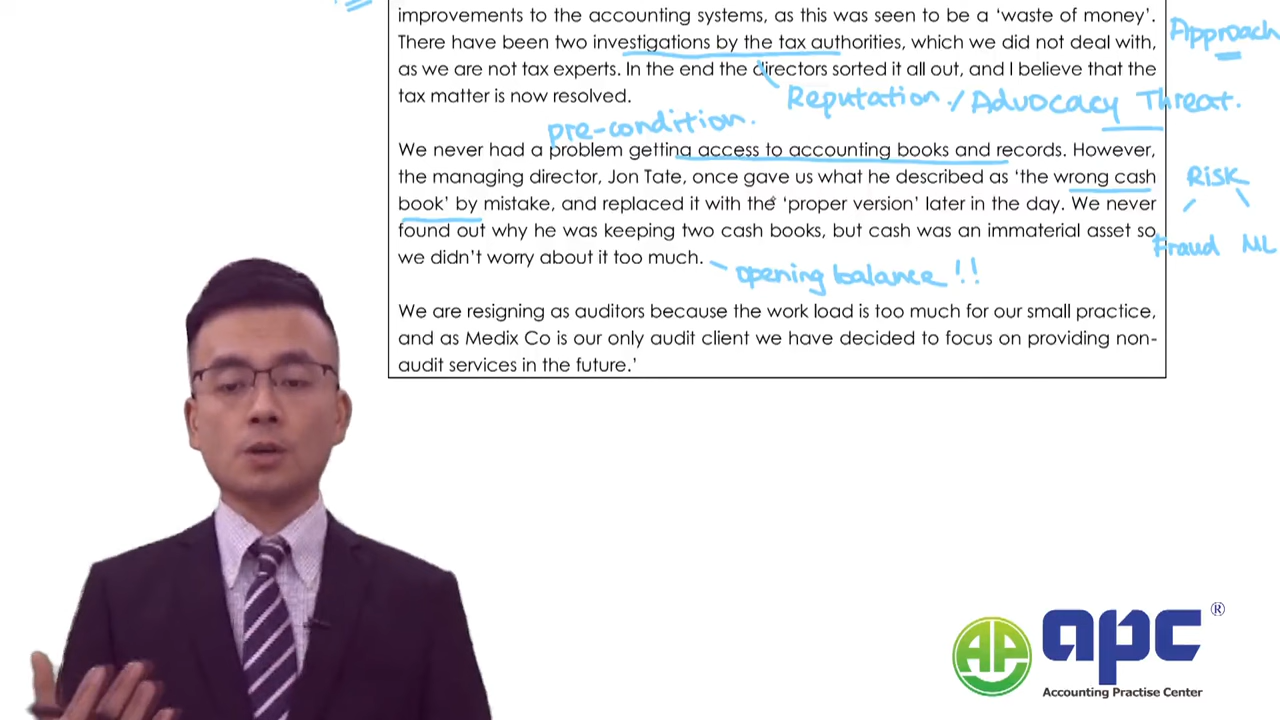 improvements to the accounting systems, as this was seen to be a ‘waste of money’.
Approach
There have been two investigations by the tax authorities, which we did not deal with,
as we are not tax experts. In the end the directors sorted it all out, and I believe that the
tax matter is now resolved.
Reputation. / Advocacy Threat.
pre-condition.
We never had a problem getting access to accounting books and records. However,
the managing director, Jon Tate, once gave us what he described as ‘the wrong cash
Risk
book’ by mistake, and replaced it with the ‘proper version’ later in the day. We never
found out why he was keeping two cash books, but cash was an immaterial asset so
Fraud ML
we didn’t worry about it too much.
opening balance !!
We are resigning as auditors because the work load is too much for our small practice,
and as Medix Co is our only audit client we have decided to focus on providing non-
audit services in the future.’
AP
apc ®
Accounting Practise Center